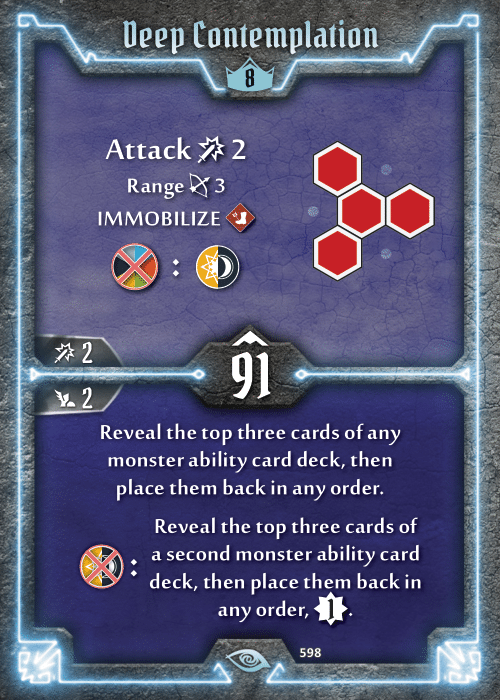 Deep Contemplation
8
Attack 2
Range 3
IMMOBILIZE
:
2
91
2
Reveal the top three cards of any
monster ability card deck, then
place them back in any order.
Reveal the top three cards of
a second monster ability card
: deck, then place them back in
any order, 1.
598